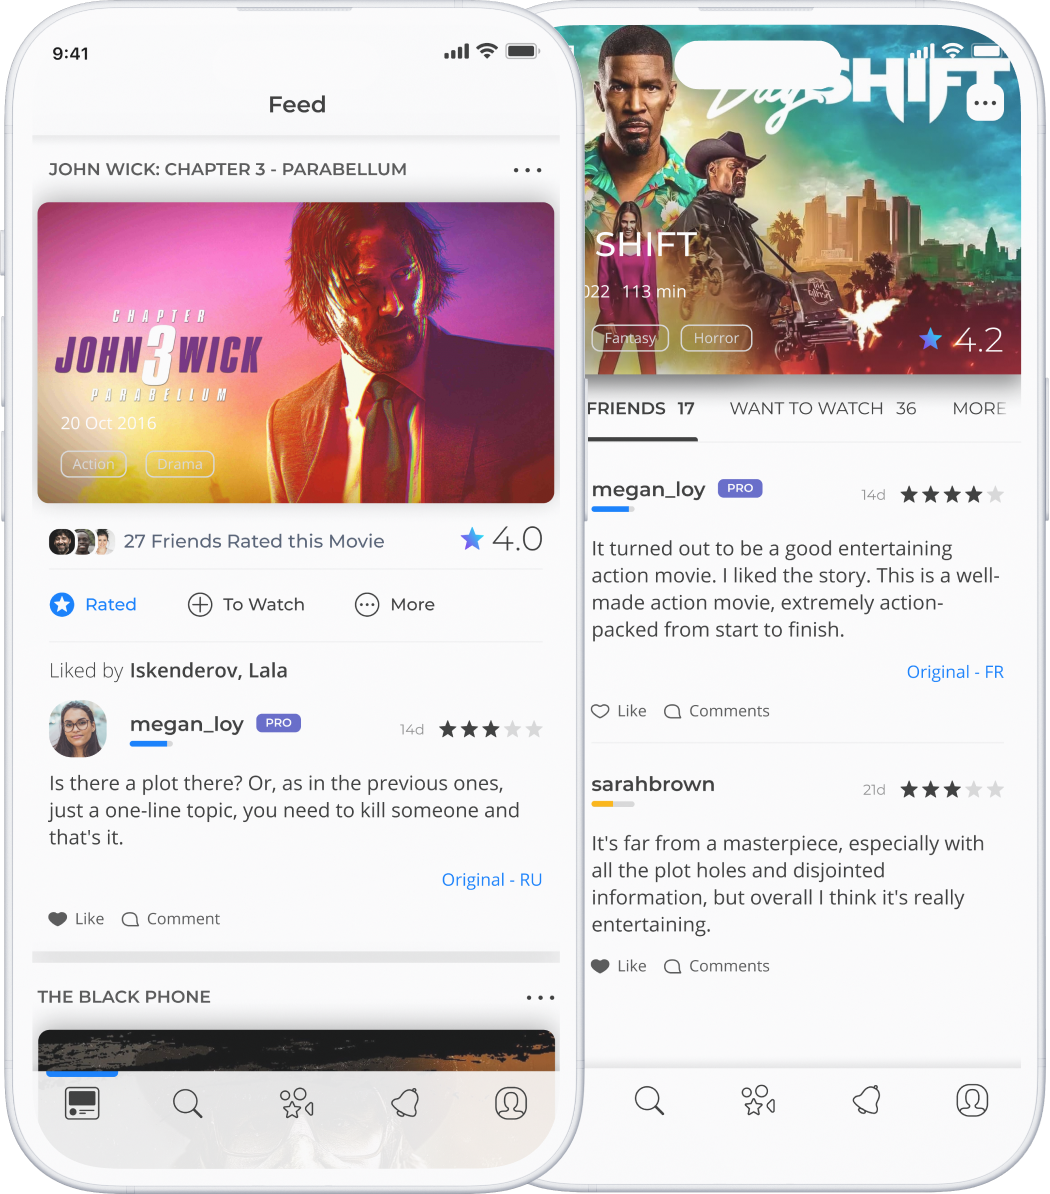 9:41
Feed
JOHN WICK: CHAPTER 3 - PARABELLUM
CHAPTER
JOHN 3 WICK
PARABELLUM
20 Oct 2016
Action
Drama
27 Friends Rated this Movie
4.0
Rated
To Watch
More
Liked by Iskenderov, Lala
megan_loy
PRO
14d
Is there a plot there? Or, as in the previous ones,
just a one-line topic, you need to kill someone and
that's it.
Original - RU
Like
Comment
THE BLACK PHONE
Day SHIFT
SHIFT
022
113 min
Fantasy
Horror
4.2
FRIENDS 17
WANT TO WATCH 36
MORE
megan_loy
PRO
14d
It turned out to be a good entertaining
action movie. I liked the story. This is a well-
made action movie, extremely action-
packed from start to finish.
Original - FR
Like
Comments
sarahbrown
21d
It's far from a masterpiece, especially with
all the plot holes and disjointed
information, but overall I think it's really
entertaining.
Like
Comments